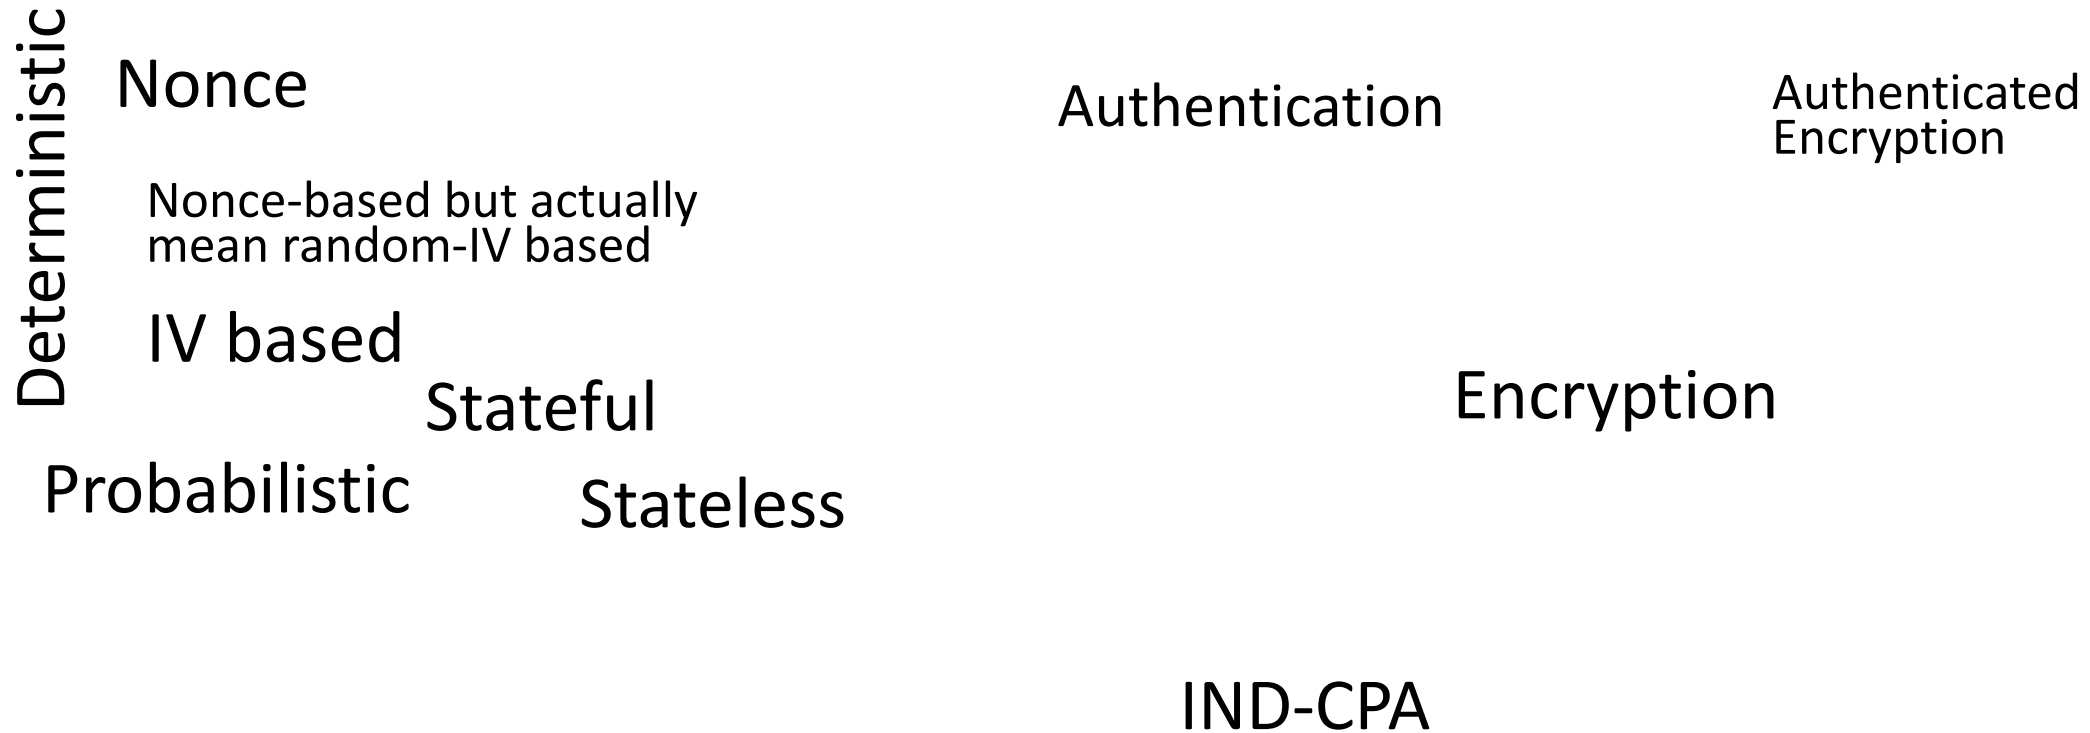 Deterministic
Nonce
Authentication
Authenticated
Encryption
Nonce-based but actually
mean random-IV based
IV based
Stateful
Encryption
Probabilistic
Stateless
IND-CPA